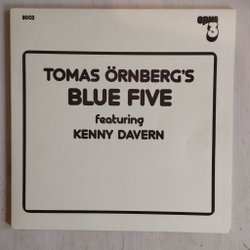 8003
opus
3
TOMAS ÖRNBERG'S
BLUE FIVE
featuring
KENNY DAVERN